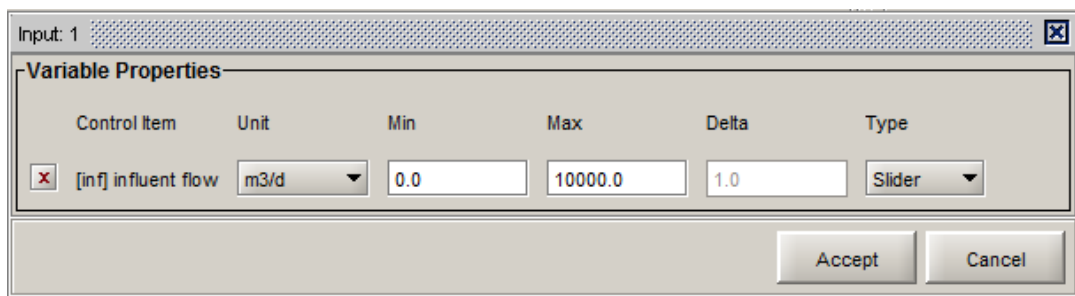 Input: 1
Variable Properties
Control Item Unit Min Max Delta Type
x [inf] influent flow m3/d 0.0 10000.0 1.0 Slider
Accept Cancel